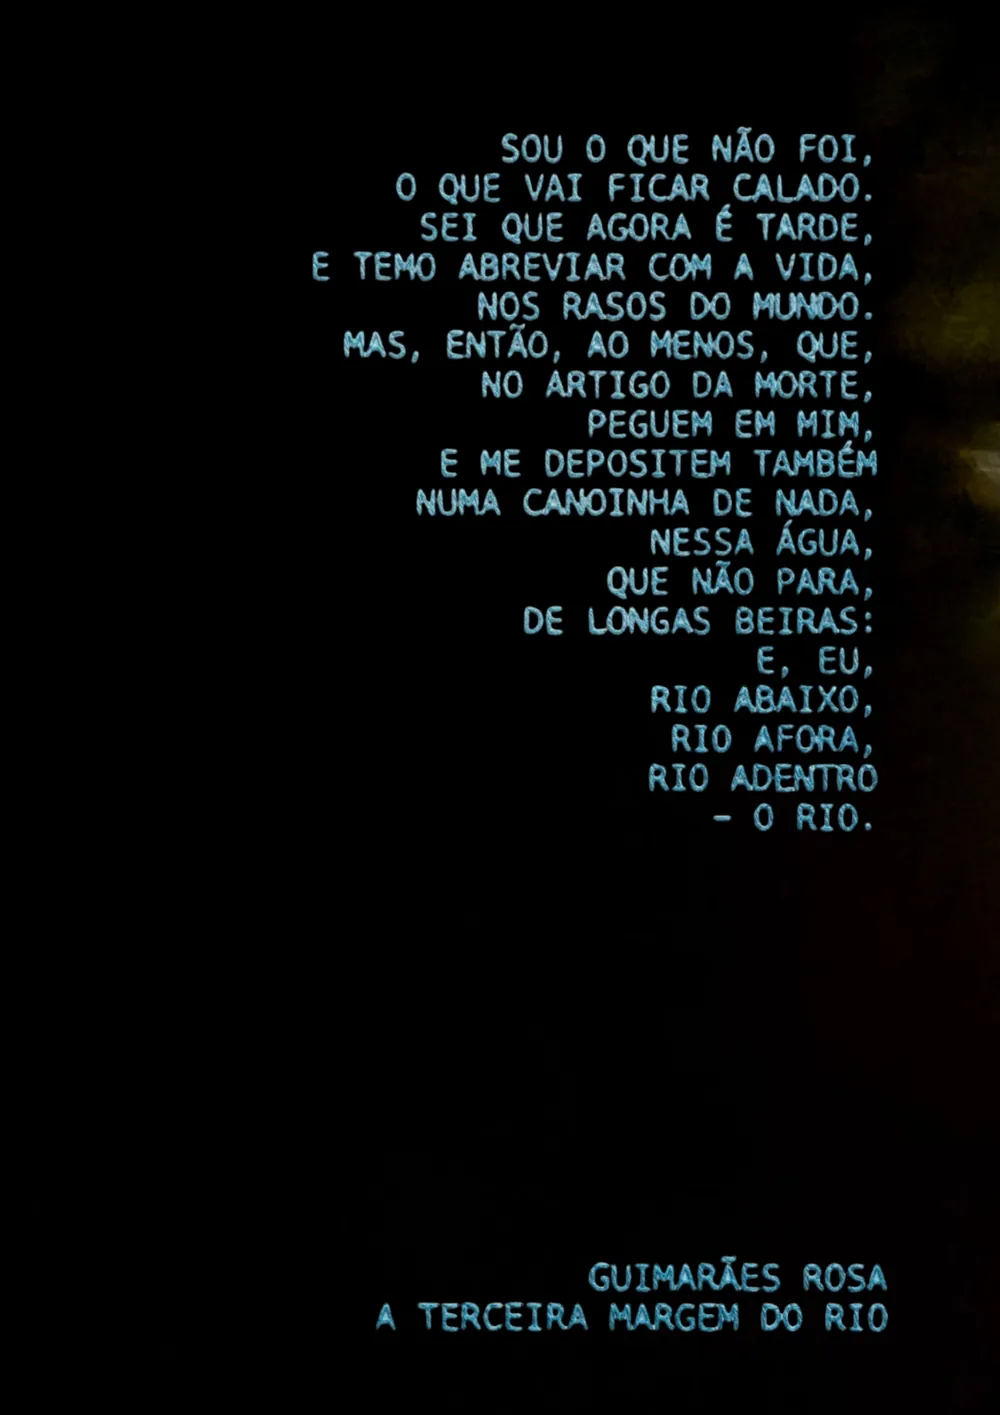 SOU O QUE NÃO FOI,
O QUE VAI FICAR CALADO.
SEI QUE AGORA É TARDE,
E TEMO ABREVIAR COM A VIDA,
NOS RASOS DO MUNDO.
MAS, ENTÃO, AO MENOS, QUE,
NO ARTIGO DA MORTE,
PEGUEM EM MIM,
E ME DEPOSITEM TAMBÉM
NUMA CANOINHA DE NADA,
NESSA ÁGUA,
QUE NÃO PARA,
DE LONGAS BEIRAS:
E, EU,
RIO ABAIXO,
RIO AFORA,
RIO ADENTRO
– O RIO.
GUIMARÃES ROSA
A TERCEIRA MARGEM DO RIO